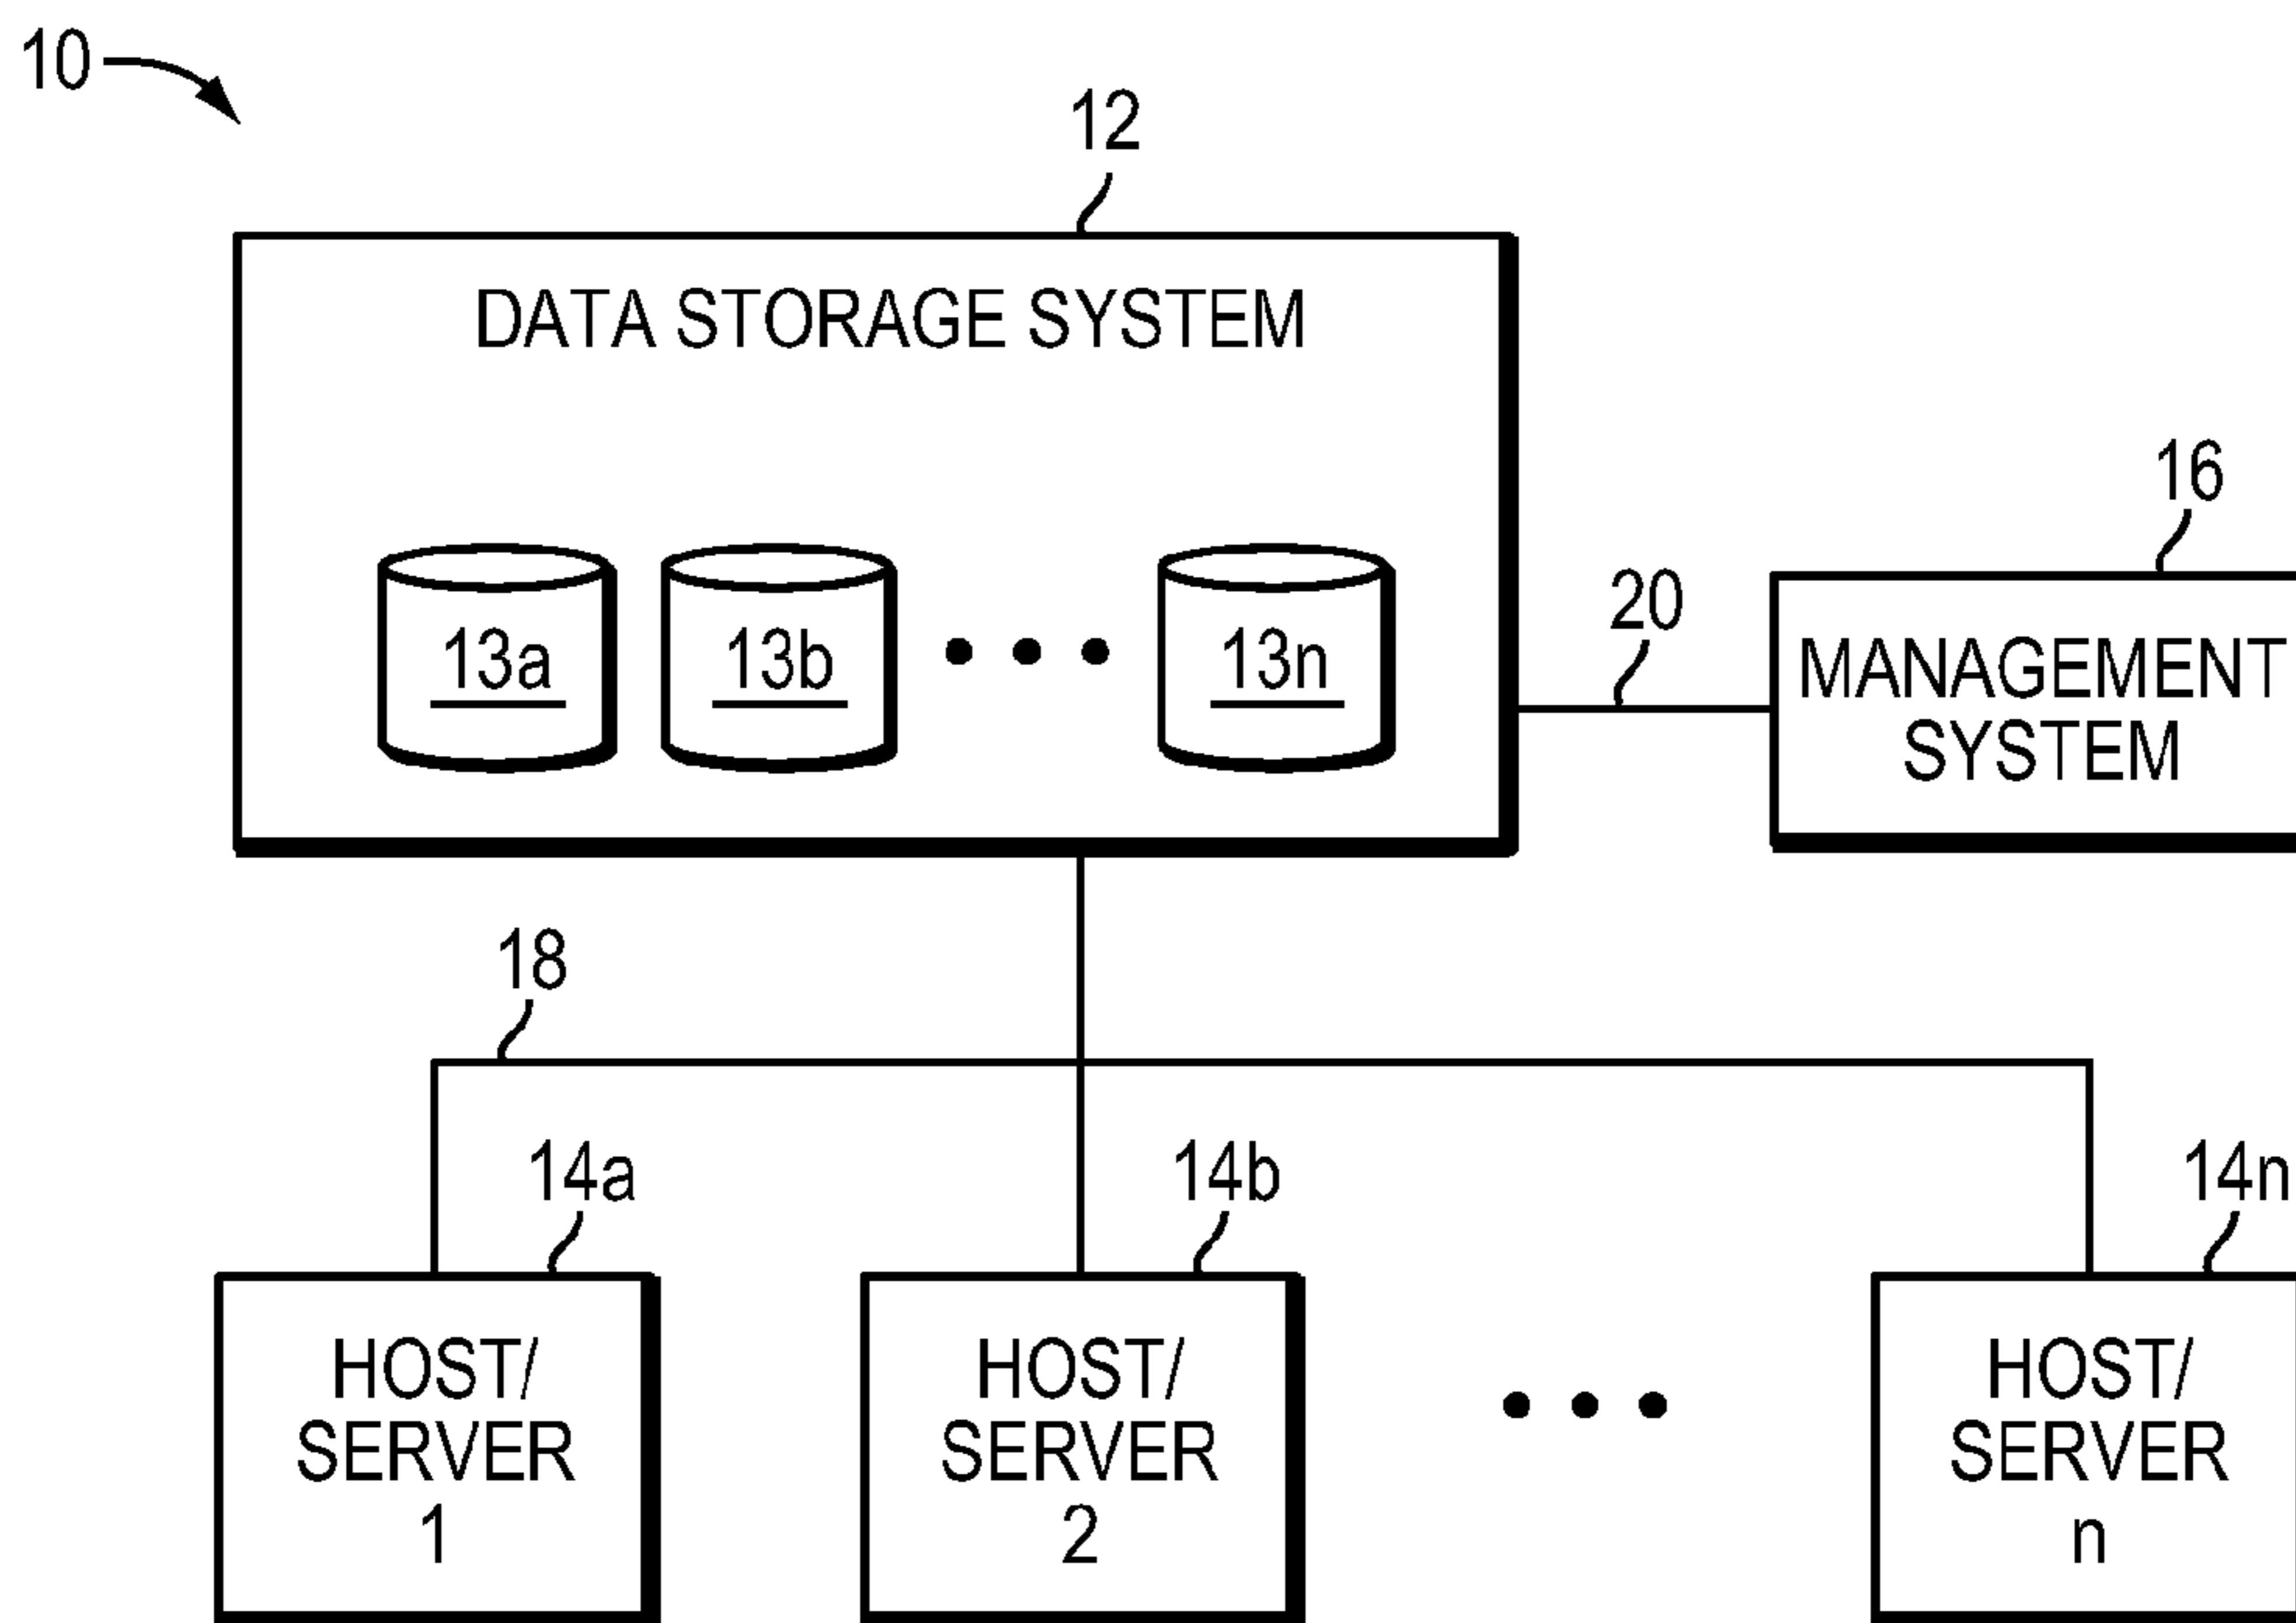 10
12
DATA STORAGE SYSTEM
16
20
13a 13b 13n
MANAGEMENT
SYSTEM
18
14a 14b 14n
HOST/ HOST/ HOST/
SERVER SERVER SERVER
1 2 n